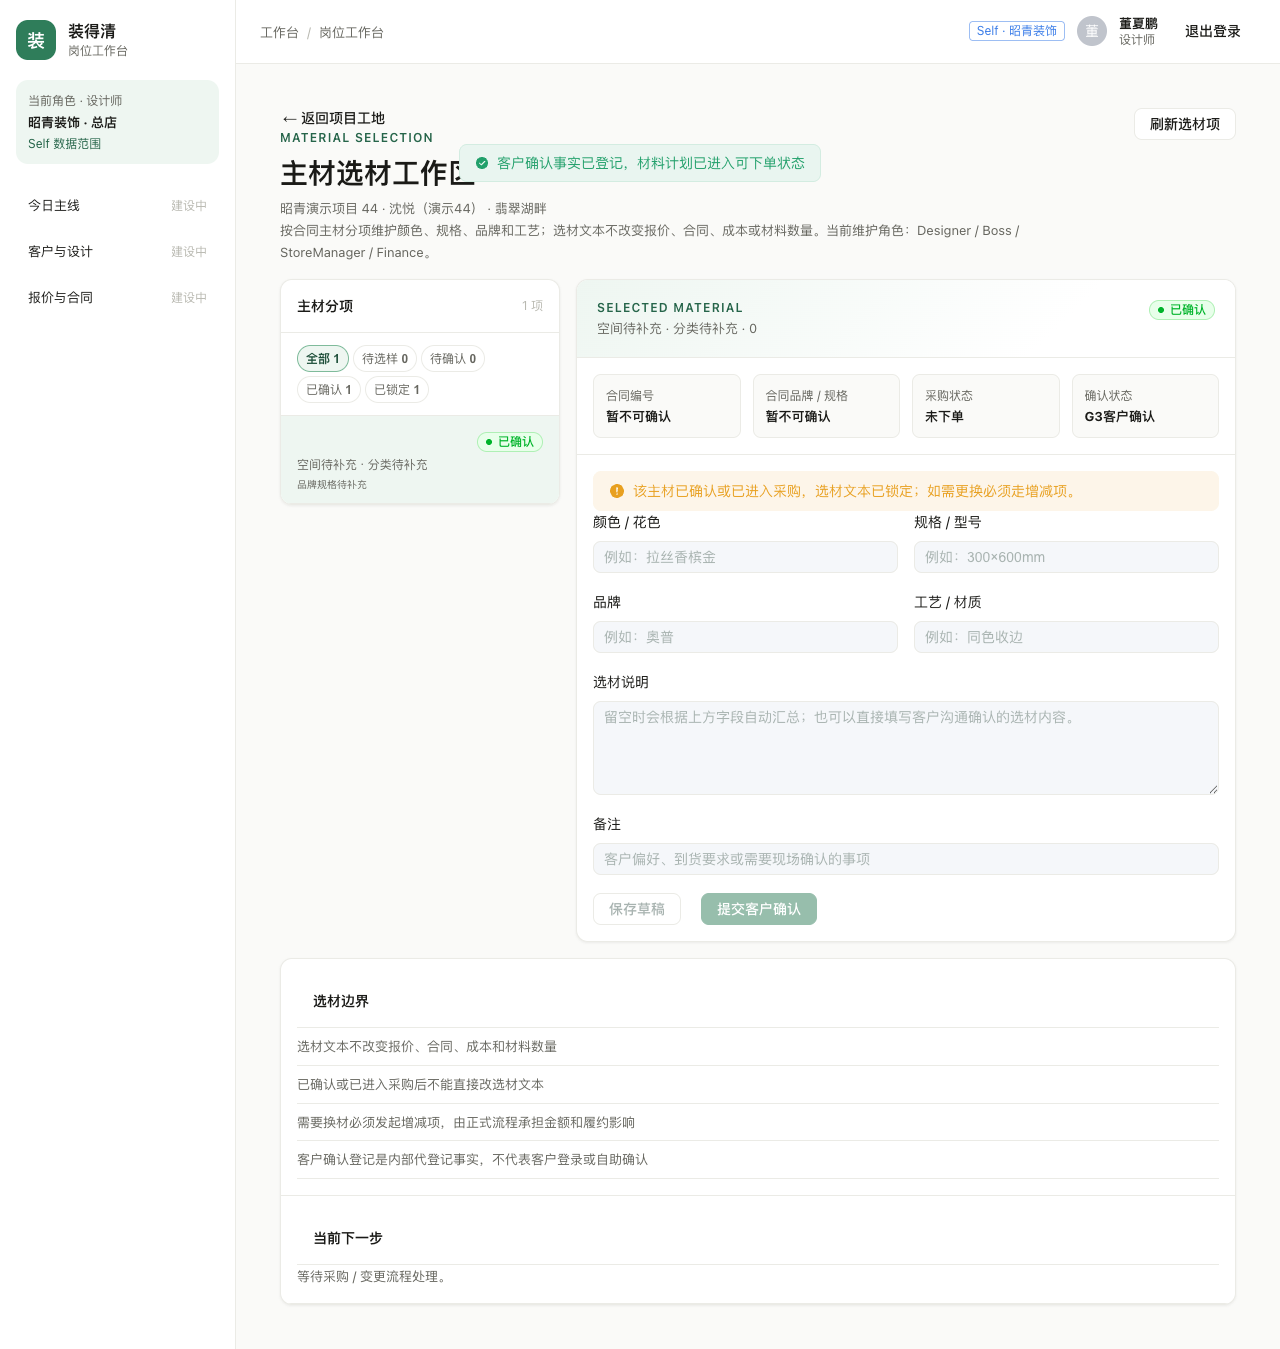 装
装得清
岗位工作台
当前角色 · 设计师
昭青装饰 · 总店
Self 数据范围
今日主线 建设中
客户与设计 建设中
报价与合同 建设中
工作台 / 岗位工作台
Self · 昭青装饰
董
董夏鹏
设计师
退出登录
← 返回项目工地
MATERIAL SELECTION
主材选材工作区
客户确认事实已登记，材料计划已进入可下单状态
刷新选材项
昭青演示项目 44 · 沈悦（演示44） · 翡翠湖畔
按合同主材分项维护颜色、规格、品牌和工艺；选材文本不改变报价、合同、成本或材料数量。当前维护角色：Designer / Boss /
StoreManager / Finance。
主材分项 1 项
全部 1 待选样 0 待确认 0
已确认 1 已锁定 1
已确认
空间待补充 · 分类待补充
品牌规格待补充
SELECTED MATERIAL
空间待补充 · 分类待补充 · 0
已确认
合同编号
暂不可确认
合同品牌 / 规格
暂不可确认
采购状态
未下单
确认状态
G3客户确认
该主材已确认或已进入采购，选材文本已锁定；如需更换必须走增减项。
颜色 / 花色
例如：拉丝香槟金
规格 / 型号
例如：300×600mm
品牌
例如：奥普
工艺 / 材质
例如：同色收边
选材说明
留空时会根据上方字段自动汇总；也可以直接填写客户沟通确认的选材内容。
备注
客户偏好、到货要求或需要现场确认的事项
保存草稿 提交客户确认
选材边界
选材文本不改变报价、合同、成本和材料数量
已确认或已进入采购后不能直接改选材文本
需要换材必须发起增减项，由正式流程承担金额和履约影响
客户确认登记是内部代登记事实，不代表客户登录或自助确认
当前下一步
等待采购 / 变更流程处理。